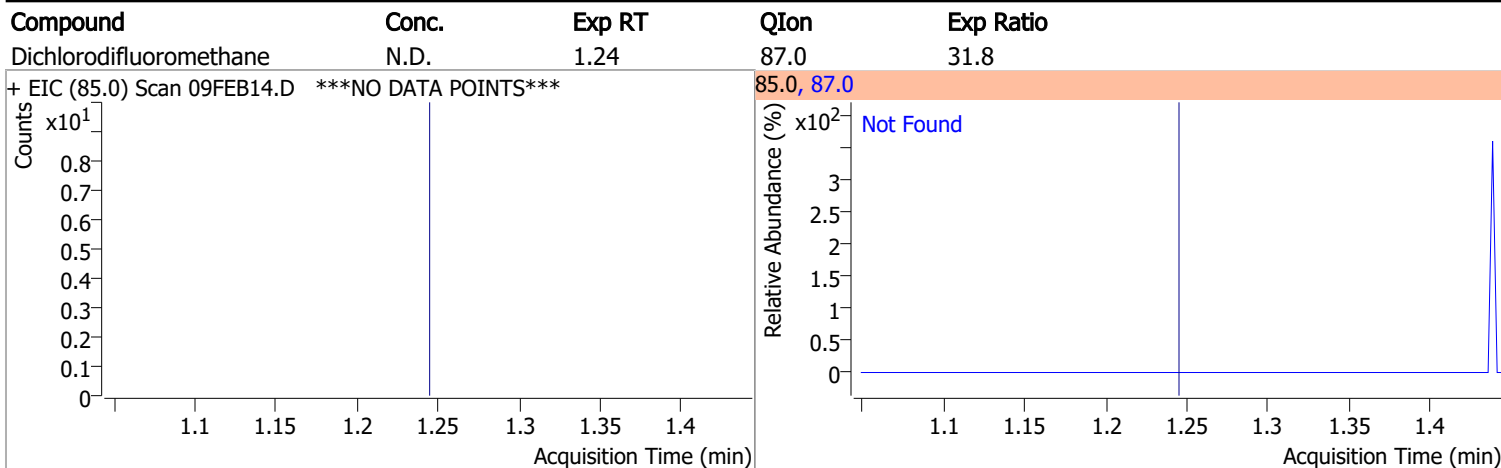 Compound Conc. Exp RT QIon Exp Ratio
Dichlorodifluoromethane N.D. 1.24 87.0 31.8
+ EIC (85.0) Scan 09FEB14.D ***NO DATA POINTS***
Counts
x10¹
0.8
0.7
0.6
0.5
0.4
0.3
0.2
0.1
0
1.1 1.15 1.2 1.25 1.3 1.35 1.4
Acquisition Time (min)
85.0, 87.0
Relative Abundance (%)
x10²
Not Found
3
2.5
2
1.5
1
0.5
0
1.1 1.15 1.2 1.25 1.3 1.35 1.4
Acquisition Time (min)